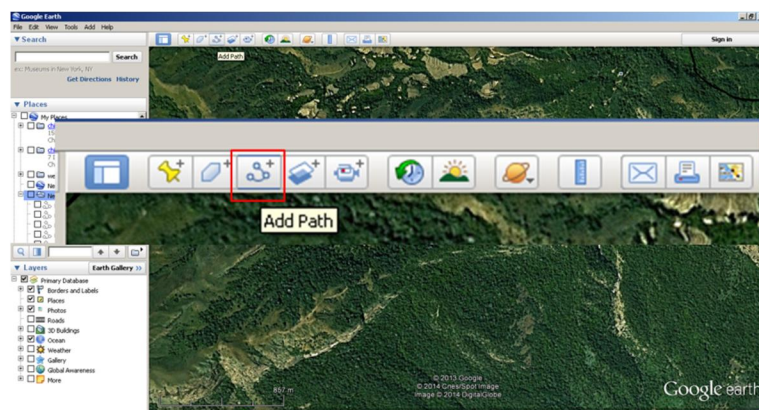 Google Earth
File Edit View Tools Add Help
Search
Sign in
Add Path
Search
ex: Museums in New York, NY
Get Directions History
Places
My Places
Add Path
Layers
Earth Gallery >>
Primary Database
Borders and Labels
Places
Photos
Roads
3D Buildings
Ocean
Weather
Gallery
Global Awareness
More
857 m
© 2013 Google
© 2014 Cnes/Spot Image
Image © 2014 DigitalGlobe
Google earth